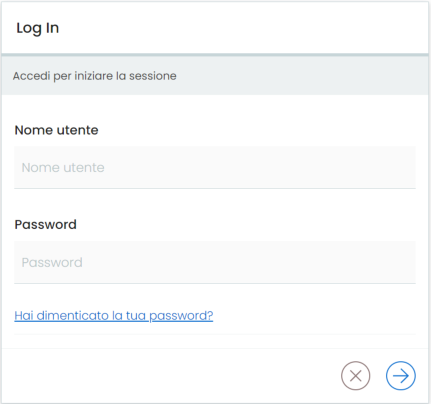 Log In
Accedi per iniziare la sessione
Nome utente
Nome utente
Password
Password
Hai dimenticato la tua password?